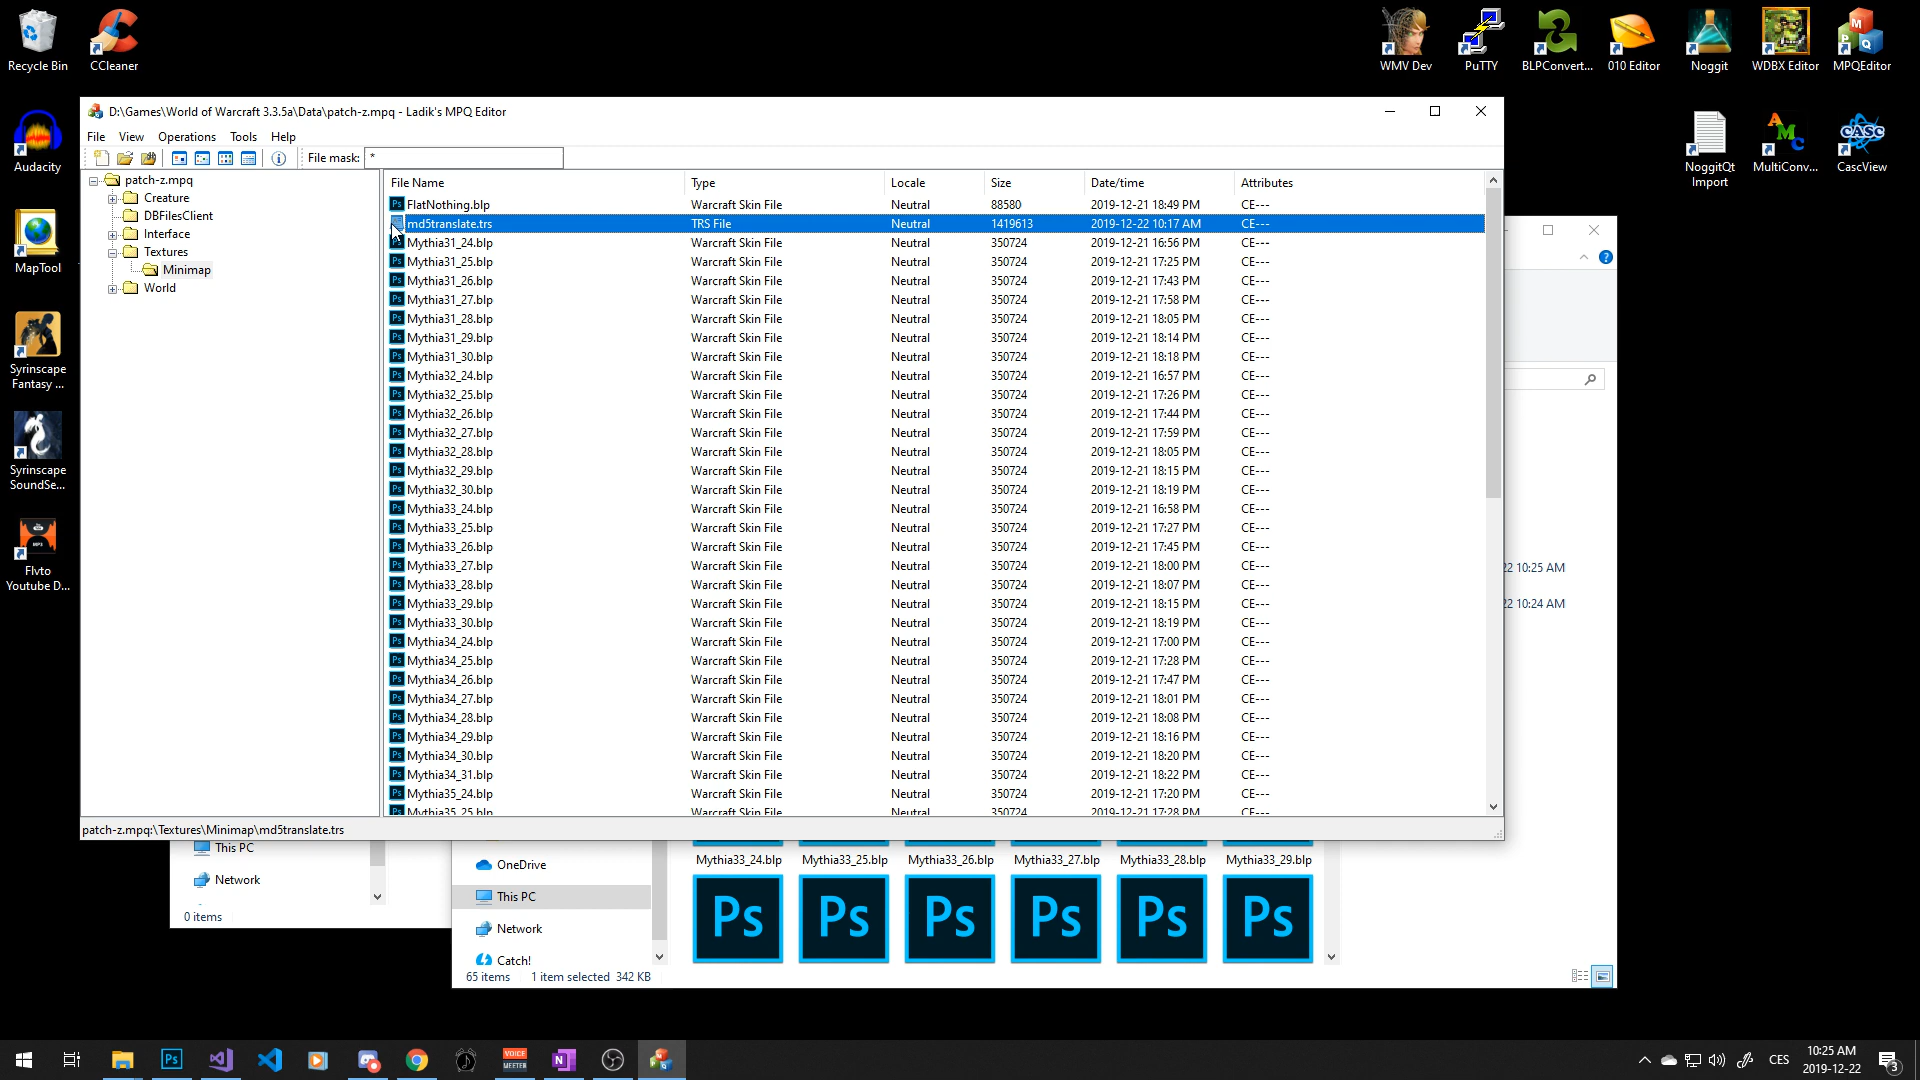 Recycle Bin
CCleaner
WMV Dev
PuTTY
BLPConvert...
010 Editor
Noggit
WDBX Editor
MPQEditor
D:\Games\World of Warcraft 3.3.5a\Data\patch-z.mpq - Ladik's MPQ Editor
File View Operations Tools Help
File mask: *
Audacity
NoggitQt Import
MultiConv...
CascView
MapTool
Syrinscape Fantasy ...
Syrinscape SoundSe...
Flvto Youtube D...
patch-z.mpq
Creature
DBFilesClient
Interface
Textures
Minimap
World
File Name Type Locale Size Date/time Attributes
FlatNothing.blp Warcraft Skin File Neutral 88580 2019-12-21 18:49 PM CE---
md5translate.trs TRS File Neutral 1419613 2019-12-22 10:17 AM CE---
Mythia31_24.blp Warcraft Skin File Neutral 350724 2019-12-21 16:56 PM CE---
Mythia31_25.blp Warcraft Skin File Neutral 350724 2019-12-21 17:25 PM CE---
Mythia31_26.blp Warcraft Skin File Neutral 350724 2019-12-21 17:43 PM CE---
Mythia31_27.blp Warcraft Skin File Neutral 350724 2019-12-21 17:58 PM CE---
Mythia31_28.blp Warcraft Skin File Neutral 350724 2019-12-21 18:05 PM CE---
Mythia31_29.blp Warcraft Skin File Neutral 350724 2019-12-21 18:14 PM CE---
Mythia31_30.blp Warcraft Skin File Neutral 350724 2019-12-21 18:18 PM CE---
Mythia32_24.blp Warcraft Skin File Neutral 350724 2019-12-21 16:57 PM CE---
Mythia32_25.blp Warcraft Skin File Neutral 350724 2019-12-21 17:26 PM CE---
Mythia32_26.blp Warcraft Skin File Neutral 350724 2019-12-21 17:44 PM CE---
Mythia32_27.blp Warcraft Skin File Neutral 350724 2019-12-21 17:59 PM CE---
Mythia32_28.blp Warcraft Skin File Neutral 350724 2019-12-21 18:05 PM CE---
Mythia32_29.blp Warcraft Skin File Neutral 350724 2019-12-21 18:15 PM CE---
Mythia32_30.blp Warcraft Skin File Neutral 350724 2019-12-21 18:19 PM CE---
Mythia33_24.blp Warcraft Skin File Neutral 350724 2019-12-21 16:58 PM CE---
Mythia33_25.blp Warcraft Skin File Neutral 350724 2019-12-21 17:27 PM CE---
Mythia33_26.blp Warcraft Skin File Neutral 350724 2019-12-21 17:45 PM CE---
Mythia33_27.blp Warcraft Skin File Neutral 350724 2019-12-21 18:00 PM CE---
Mythia33_28.blp Warcraft Skin File Neutral 350724 2019-12-21 18:07 PM CE---
Mythia33_29.blp Warcraft Skin File Neutral 350724 2019-12-21 18:15 PM CE---
Mythia33_30.blp Warcraft Skin File Neutral 350724 2019-12-21 18:19 PM CE---
Mythia34_24.blp Warcraft Skin File Neutral 350724 2019-12-21 17:00 PM CE---
Mythia34_25.blp Warcraft Skin File Neutral 350724 2019-12-21 17:28 PM CE---
Mythia34_26.blp Warcraft Skin File Neutral 350724 2019-12-21 17:47 PM CE---
Mythia34_27.blp Warcraft Skin File Neutral 350724 2019-12-21 18:01 PM CE---
Mythia34_28.blp Warcraft Skin File Neutral 350724 2019-12-21 18:08 PM CE---
Mythia34_29.blp Warcraft Skin File Neutral 350724 2019-12-21 18:16 PM CE---
Mythia34_30.blp Warcraft Skin File Neutral 350724 2019-12-21 18:20 PM CE---
Mythia34_31.blp Warcraft Skin File Neutral 350724 2019-12-21 18:22 PM CE---
Mythia35_24.blp Warcraft Skin File Neutral 350724 2019-12-21 17:20 PM CE---
Mythia35_25.blp Warcraft Skin File Neutral 350724 2019-12-21 17:28 PM CE---
22 10:25 AM
22 10:24 AM
patch-z.mpq:\Textures\Minimap\md5translate.trs
This PC
Network
0 items
OneDrive
This PC
Network
Catch!
65 items 1 item selected 342 KB
Mythia33_24.blp Mythia33_25.blp Mythia33_26.blp Mythia33_27.blp Mythia33_28.blp Mythia33_29.blp
Ps Ps Ps Ps Ps Ps
Ps
VOICE MEETER
CES
10:25 AM
2019-12-22
3